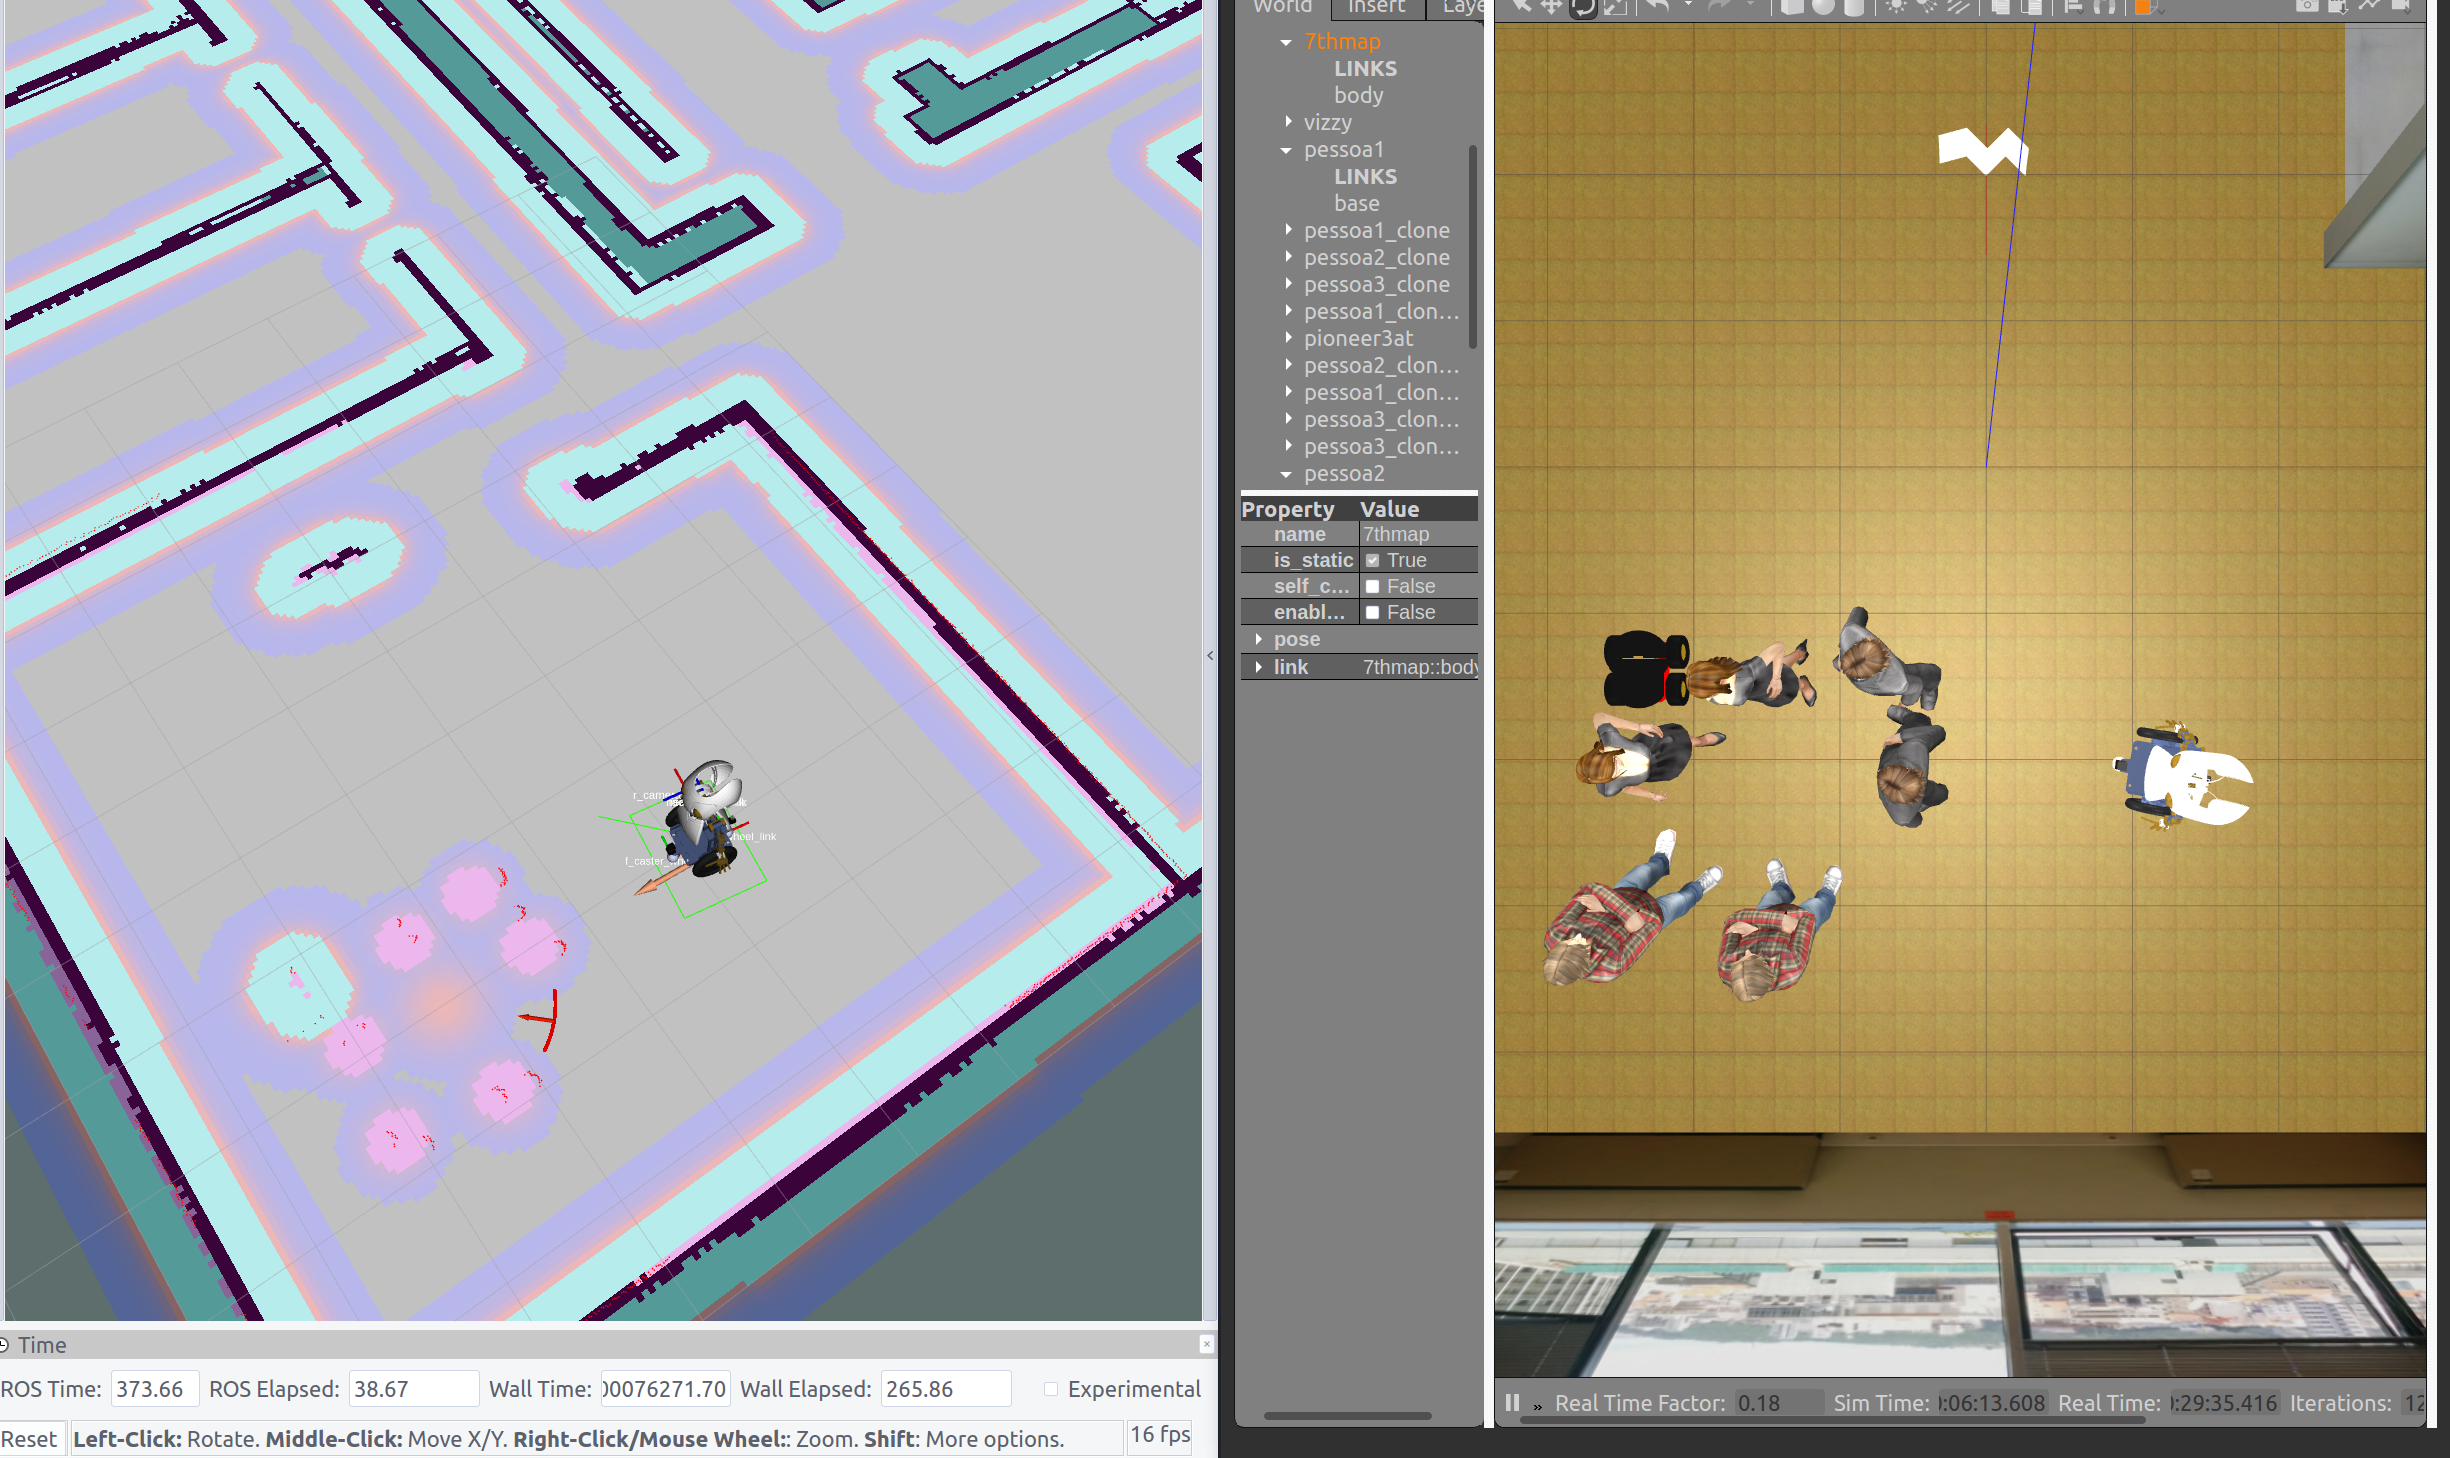 r_came
f_caster_wh
heel_link
Time
ROS Time: 373.66 ROS Elapsed: 38.67 Wall Time: 00076271.70 Wall Elapsed: 265.86 Experimental
Reset Left-Click: Rotate. Middle-Click: Move X/Y. Right-Click/Mouse Wheel:: Zoom. Shift: More options. 16 fps
World Insert Laye
7thmap
LINKS
body
vizzy
pessoa1
LINKS
base
pessoa1_clone
pessoa2_clone
pessoa3_clone
pessoa1_clon...
pioneer3at
pessoa2_clon...
pessoa1_clon...
pessoa3_clon...
pessoa3_clon...
pessoa2
Property Value
name 7thmap
is_static True
self_c... False
enabl... False
pose
link 7thmap::body
Real Time Factor: 0.18 Sim Time: 0:06:13.608 Real Time: 0:29:35.416 Iterations: 12